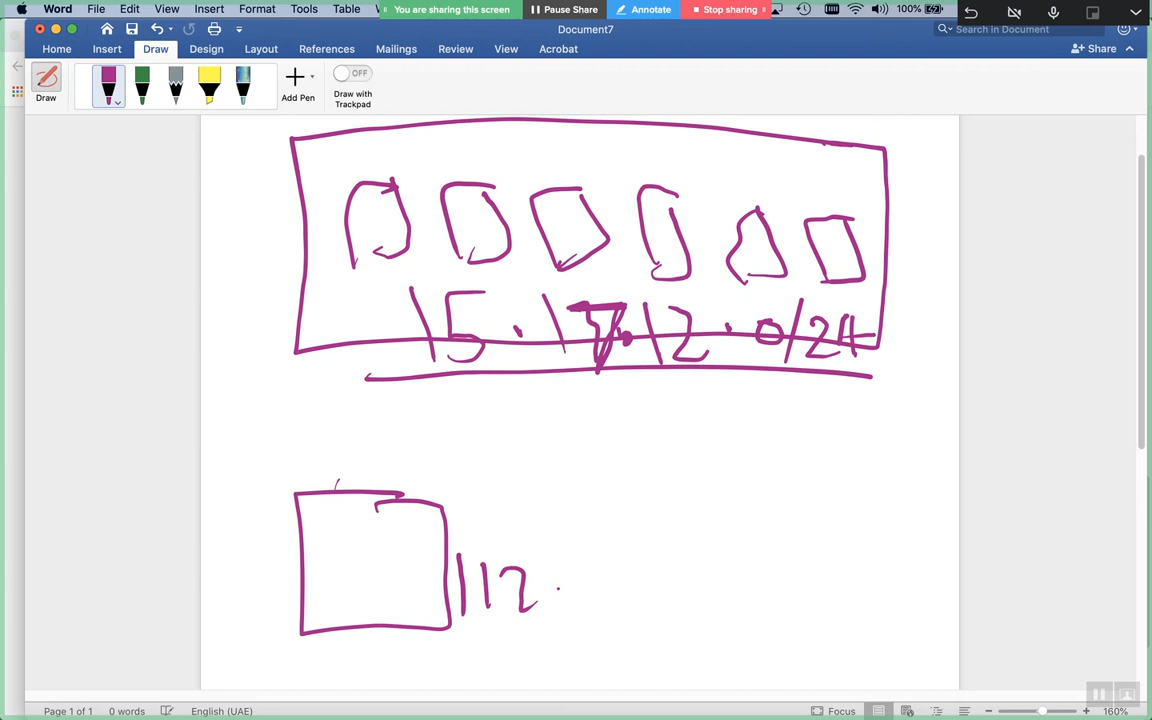 Word File Edit View Insert Format Tools Table
You are sharing this screen Pause Share Annotate Stop sharing
100%
Document7
Search in Document
Home Insert Draw Design Layout References Mailings Review View Acrobat
Share
Draw
Add Pen
OFF
Draw with
Trackpad
15.17.12.0/24
112.
Page 1 of 1 0 words English (UAE)
Focus
160%